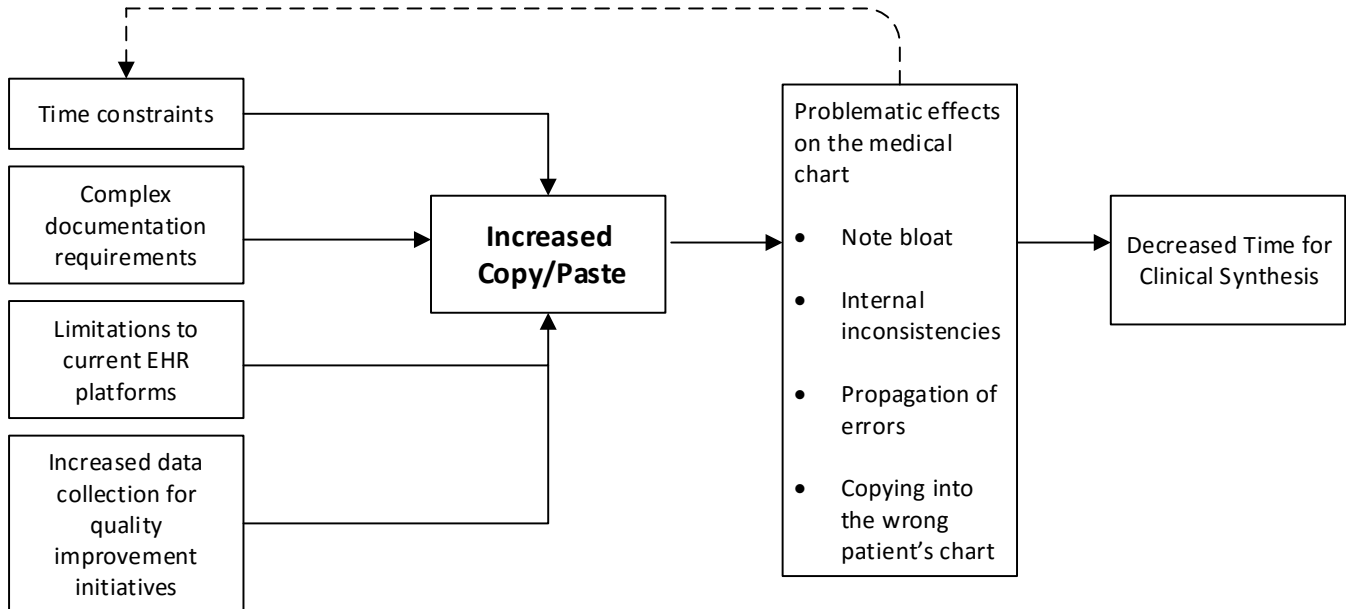 Time constraints
Complex
documentation
requirements
Limitations to
current EHR
platforms
Increased data
collection for
quality
improvement
initiatives
Increased
Copy/Paste
Problematic effects
on the medical
chart
• Note bloat
• Internal
inconsistencies
• Propagation of
errors
• Copying into
the wrong
patient’s chart
Decreased Time for
Clinical Synthesis